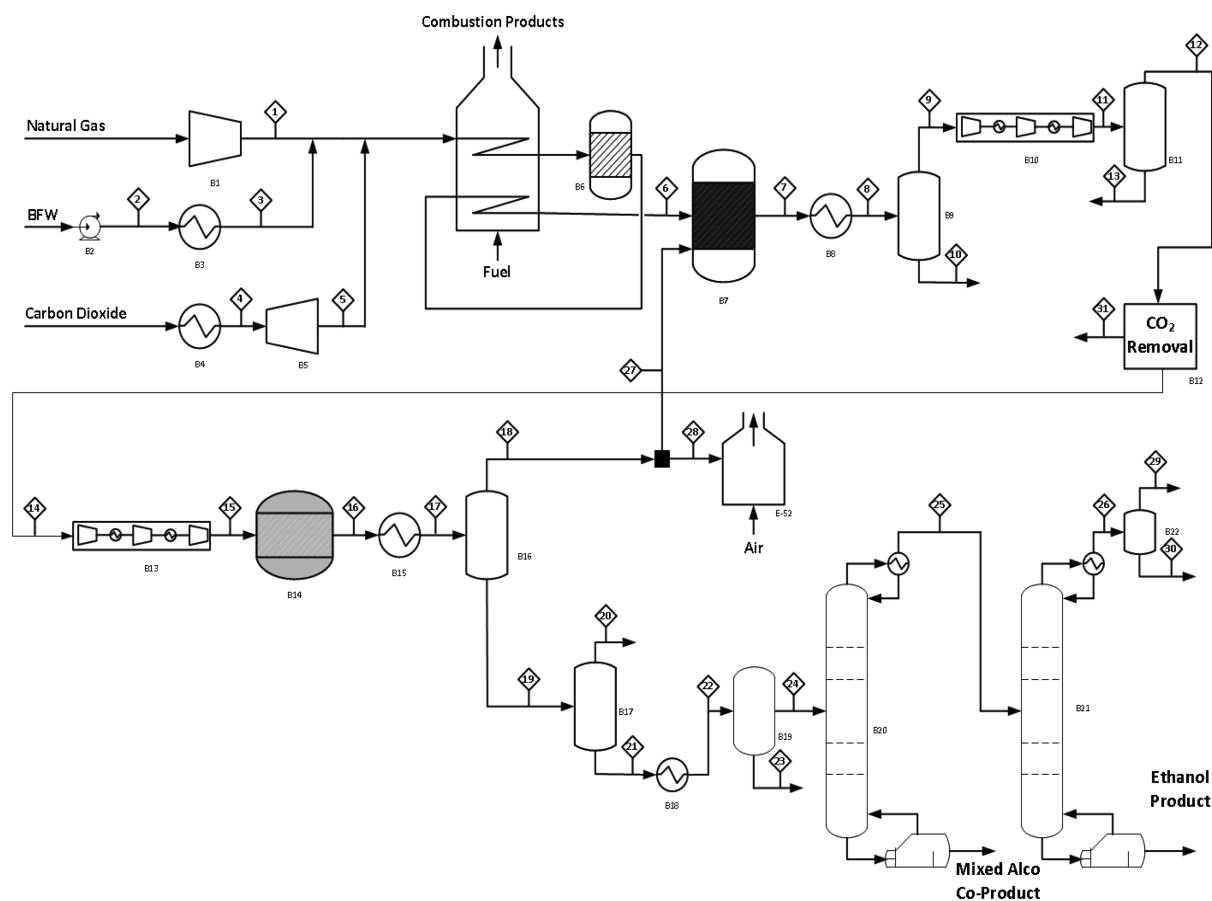 Combustion Products
12
1
9
11
Natural Gas
B1
B6
B10
B11
2
3
6
7
8
13
BFW
B2
B3
Fuel
B7
B8
B9
10
4
5
31
CO2
Removal
Carbon Dioxide
B4
B5
B12
27
18
28
29
14
15
16
17
25
26
E-52
B22
Air
B13
B14
B15
B16
30
20
19
22
24
B17
B19
B20
B21
21
23
B18
Ethanol
Product
Mixed Alco
Co-Product